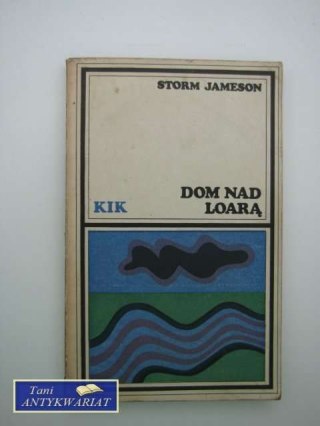 STORM JAMESON
DOM NAD
LOARĄ
KIK
Tani
ANTYKWARIAT